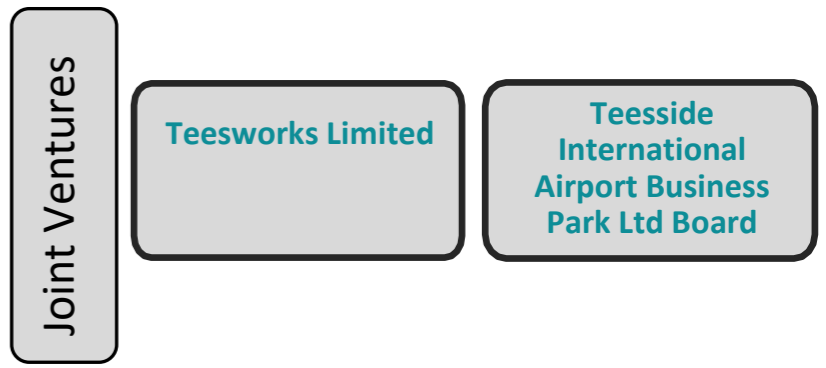 Joint Ventures
Teesworks Limited
Teesside
International
Airport Business
Park Ltd Board